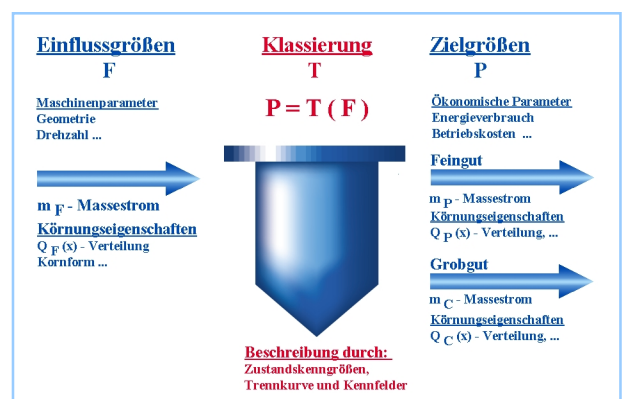 Einflussgrößen
F
Maschinenparameter
Geometrie
Drehzahl ...
m F - Massestrom
Körnungseigenschaften
Q F (x) - Verteilung
Kornform ...
Klassierung
T
P = T ( F )
Beschreibung durch:
Zustandskenngrößen,
Trennkurve und Kennfelder
Zielgrößen
P
Ökonomische Parameter
Energieverbrauch
Betriebskosten ...
Feingut
m P - Massestrom
Körnungseigenschaften
Q P (x) - Verteilung, ...
Grobgut
m C - Massestrom
Körnungseigenschaften
Q C (x) - Verteilung, ...